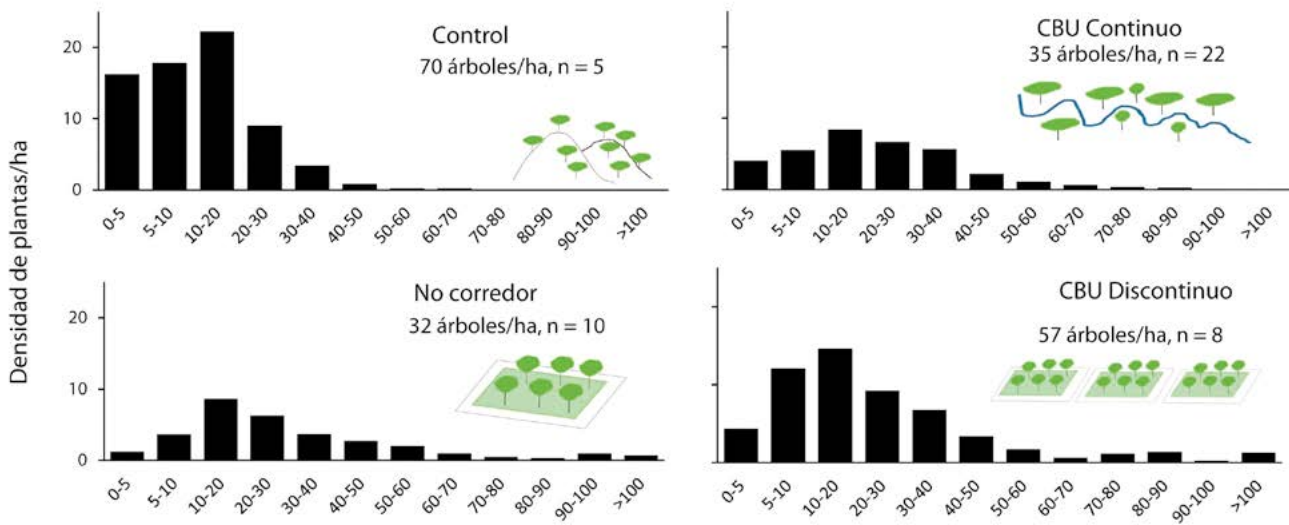 Densidad de plantas/ha
Control
70 árboles/ha, n = 5
20
10
0
0-5 5-10 10-20 20-30 30-40 40-50 50-60 60-70 70-80 80-90 90-100 >100
CBU Continuo
35 árboles/ha, n = 22
0-5 5-10 10-20 20-30 30-40 40-50 50-60 60-70 70-80 80-90 90-100 >100
No corredor
32 árboles/ha, n = 10
20
10
0
0-5 5-10 10-20 20-30 30-40 40-50 50-60 60-70 70-80 80-90 90-100 >100
CBU Discontinuo
57 árboles/ha, n = 8
0-5 5-10 10-20 20-30 30-40 40-50 50-60 60-70 70-80 80-90 90-100 >100